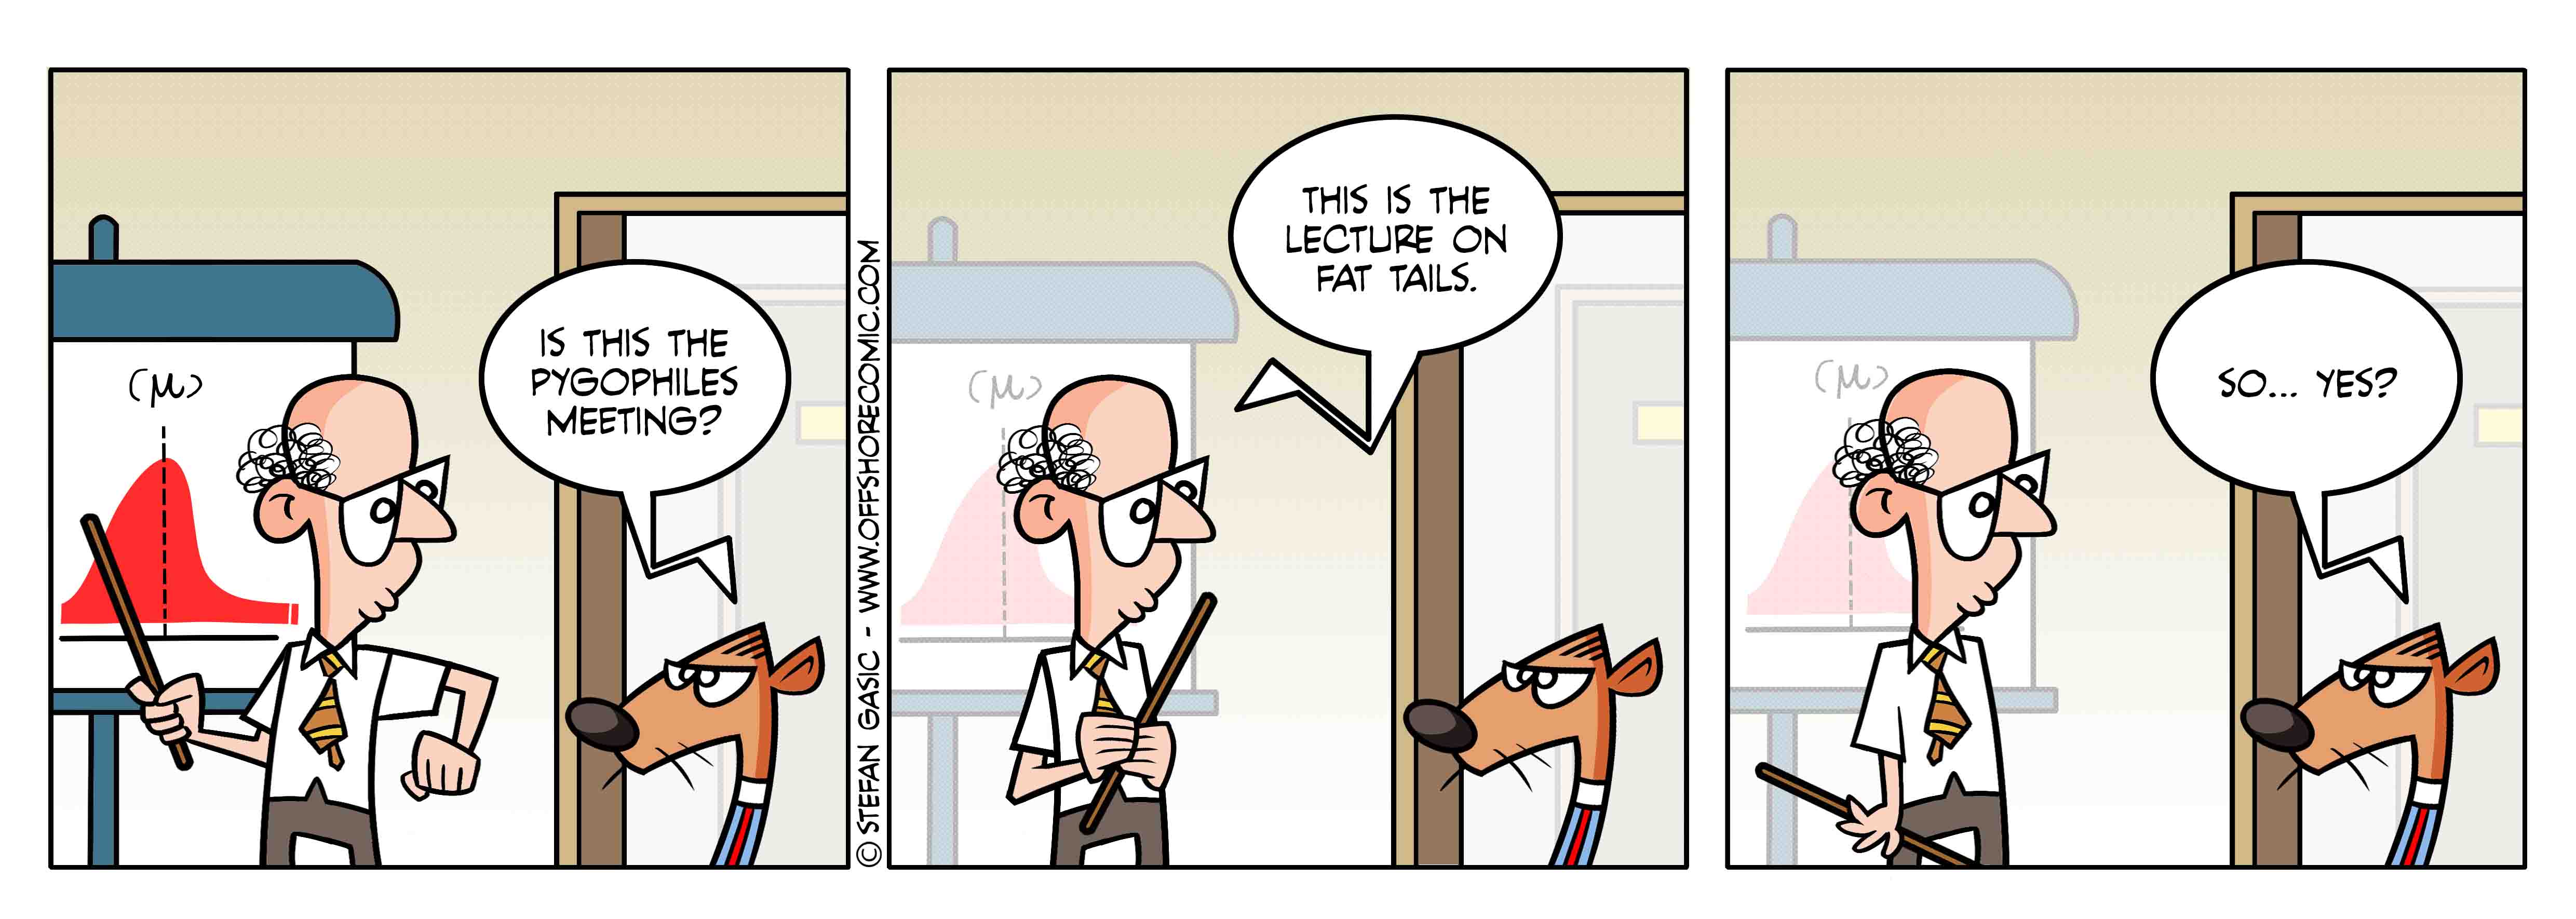 (μ)
IS THIS THE
PYGOPHILES
MEETING?
© STEFAN GASIC - WWW.OFFSHORECOMIC.COM
(μ)
THIS IS THE
LECTURE ON
FAT TAILS.
(μ)
SO... YES?